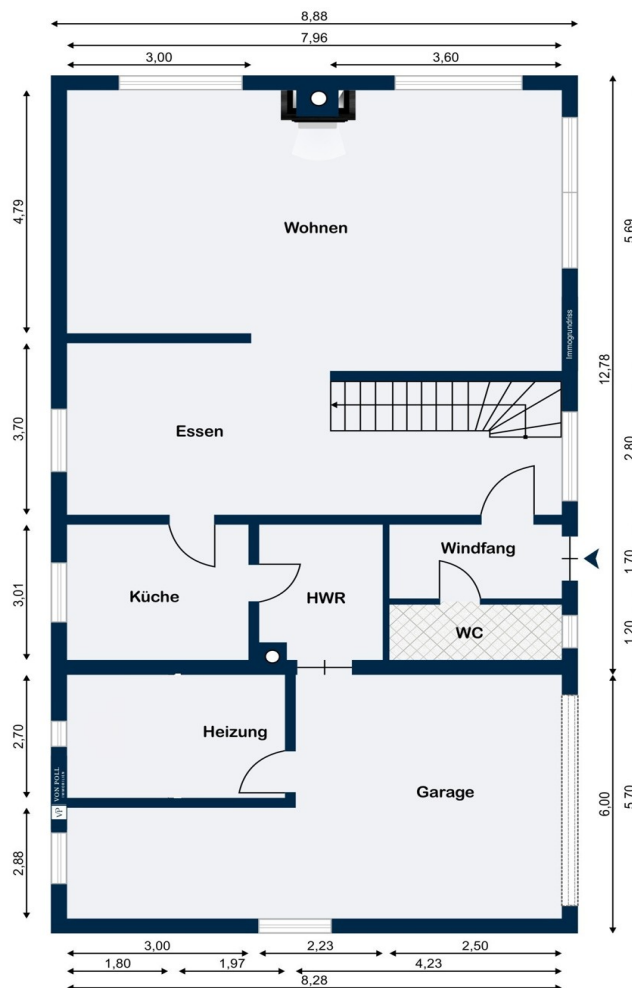 8,88
7,96
3,00
3,60
4,79
Wohnen
5,69
Immogrundriss
12,78
3,70
Essen
2,80
Windfang
1,70
3,01
Küche
HWR
WC
1,20
2,70
Heizung
VON POLL
IMMOBILIEN
VP
Garage
6,00
5,70
2,88
3,00
2,23
2,50
1,80
1,97
4,23
8,28